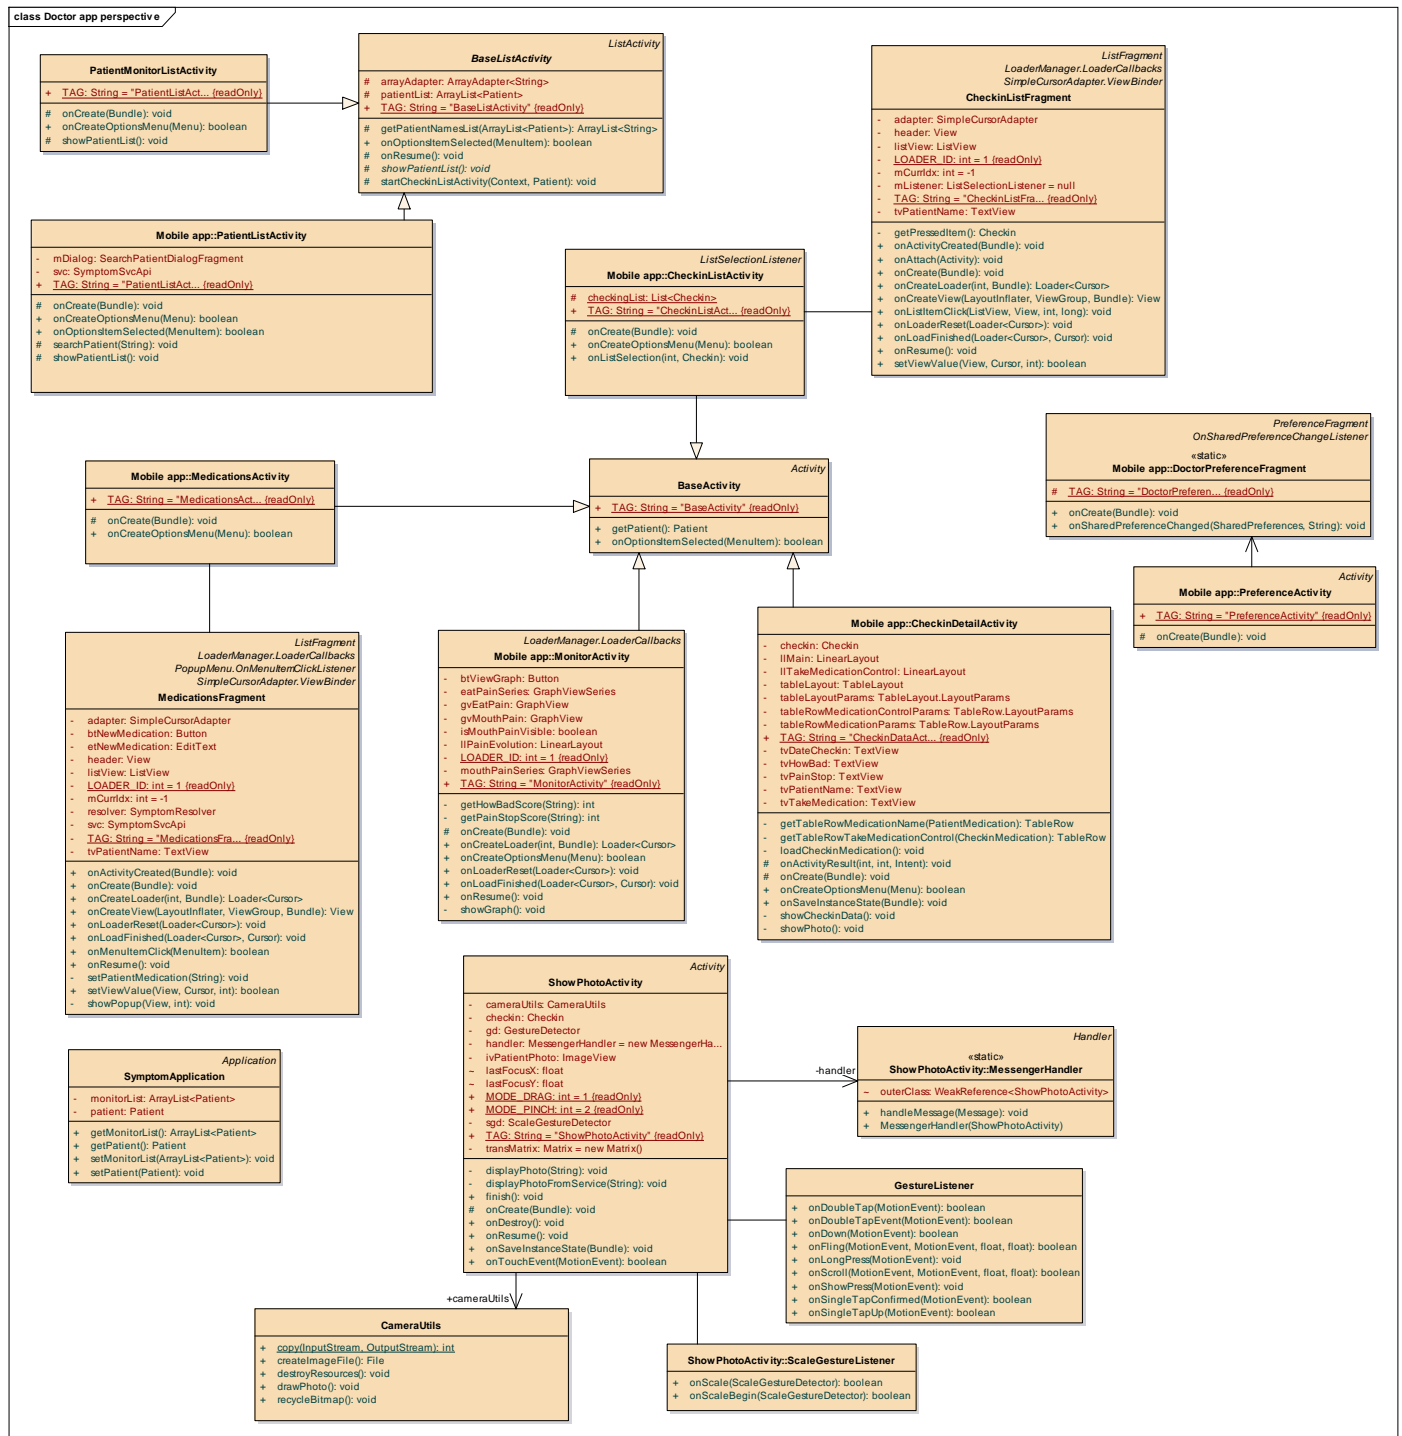 class Doctor app perspective
PatientMonitorListActivity
+ TAG: String = "PatientListAct... {readOnly}
# onCreate(Bundle): void
+ onCreateOptionsMenu(Menu): boolean
# showPatientList(): void
ListActivity
BaseListActivity
# arrayAdapter: ArrayAdapter<String>
# patientList: ArrayList<Patient>
+ TAG: String = "BaseListActivity" {readOnly}
# getPatientNamesList(ArrayList<Patient>): ArrayList<String>
+ onOptionsItemSelected(MenuItem): boolean
# onResume(): void
# showPatientList(): void
# startCheckinListActivity(Context, Patient): void
ListFragment
LoaderManager.LoaderCallbacks
SimpleCursorAdapter.ViewBinder
CheckinListFragment
- adapter: SimpleCursorAdapter
- header: View
- listView: ListView
- LOADER_ID: int = 1 {readOnly}
- mCurrIdx: int = -1
- mListener: ListSelectionListener = null
- TAG: String = "CheckinListFra... {readOnly}
- tvPatientName: TextView
- getPressedItem(): Checkin
+ onActivityCreated(Bundle): void
+ onAttach(Activity): void
+ onCreate(Bundle): void
+ onCreateLoader(int, Bundle): Loader<Cursor>
+ onCreateView(LayoutInflater, ViewGroup, Bundle): View
+ onListItemClick(ListView, View, int, long): void
+ onLoaderReset(Loader<Cursor>): void
+ onLoadFinished(Loader<Cursor>, Cursor): void
+ onResume(): void
+ setViewValue(View, Cursor, int): boolean
Mobile app::PatientListActivity
- mDialog: SearchPatientDialogFragment
- svc: SymptomSvcApi
+ TAG: String = "PatientListAct... {readOnly}
# onCreate(Bundle): void
+ onCreateOptionsMenu(Menu): boolean
+ onOptionsItemSelected(MenuItem): boolean
# searchPatient(String): void
# showPatientList(): void
ListSelectionListener
Mobile app::CheckinListActivity
# checkingList: List<Checkin>
+ TAG: String = "CheckinListAct... {readOnly}
# onCreate(Bundle): void
+ onCreateOptionsMenu(Menu): boolean
+ onListSelection(int, Checkin): void
PreferenceFragment
OnSharedPreferenceChangeListener
«static»
Mobile app::DoctorPreferenceFragment
# TAG: String = "DoctorPreferen... {readOnly}
+ onCreate(Bundle): void
+ onSharedPreferenceChanged(SharedPreferences, String): void
Mobile app::MedicationsActivity
+ TAG: String = "MedicationsAct... {readOnly}
# onCreate(Bundle): void
+ onCreateOptionsMenu(Menu): boolean
Activity
BaseActivity
+ TAG: String = "BaseActivity" {readOnly}
+ getPatient(): Patient
+ onOptionsItemSelected(MenuItem): boolean
Activity
Mobile app::PreferenceActivity
+ TAG: String = "PreferenceActivity" {readOnly}
# onCreate(Bundle): void
ListFragment
LoaderManager.LoaderCallbacks
PopupMenu.OnMenuItemClickListener
SimpleCursorAdapter.ViewBinder
MedicationsFragment
- adapter: SimpleCursorAdapter
- btNewMedication: Button
- etNewMedication: EditText
- header: View
- listView: ListView
- LOADER_ID: int = 1 {readOnly}
- mCurrIdx: int = -1
- resolver: SymptomResolver
- svc: SymptomSvcApi
- TAG: String = "MedicationsFra... {readOnly}
- tvPatientName: TextView
+ onActivityCreated(Bundle): void
+ onCreate(Bundle): void
+ onCreateLoader(int, Bundle): Loader<Cursor>
+ onCreateView(LayoutInflater, ViewGroup, Bundle): View
+ onLoaderReset(Loader<Cursor>): void
+ onLoadFinished(Loader<Cursor>, Cursor): void
+ onMenuItemClick(MenuItem): boolean
+ onResume(): void
- setPatientMedication(String): void
+ setViewValue(View, Cursor, int): boolean
- showPopup(View, int): void
LoaderManager.LoaderCallbacks
Mobile app::MonitorActivity
- btViewGraph: Button
- eatPainSeries: GraphViewSeries
- gvEatPain: GraphView
- gvMouthPain: GraphView
- isMouthPainVisible: boolean
- llPainEvolution: LinearLayout
- LOADER_ID: int = 1 {readOnly}
- mouthPainSeries: GraphViewSeries
+ TAG: String = "MonitorActivity" {readOnly}
- getHowBadScore(String): int
- getPainStopScore(String): int
# onCreate(Bundle): void
+ onCreateLoader(int, Bundle): Loader<Cursor>
+ onCreateOptionsMenu(Menu): boolean
+ onLoaderReset(Loader<Cursor>): void
+ onLoadFinished(Loader<Cursor>, Cursor): void
+ onResume(): void
- showGraph(): void
Mobile app::CheckinDetailActivity
- checkin: Checkin
- llMain: LinearLayout
- llTakeMedicationControl: LinearLayout
- tableLayout: TableLayout
- tableLayoutParams: TableLayout.LayoutParams
- tableRowMedicationControlParams: TableRow.LayoutParams
- tableRowMedicationParams: TableRow.LayoutParams
+ TAG: String = "CheckinDataAct... {readOnly}
- tvDateCheckin: TextView
- tvHowBad: TextView
- tvPainStop: TextView
- tvPatientName: TextView
- tvTakeMedication: TextView
- getTableRowMedicationName(PatientMedication): TableRow
- getTableRowTakeMedicationControl(CheckinMedication): TableRow
- loadCheckinMedication(): void
# onActivityResult(int, int, Intent): void
# onCreate(Bundle): void
+ onCreateOptionsMenu(Menu): boolean
+ onSaveInstanceState(Bundle): void
- showCheckinData(): void
- showPhoto(): void
Activity
ShowPhotoActivity
- cameraUtils: CameraUtils
- checkin: Checkin
- gd: GestureDetector
- handler: MessengerHandler = new MessengerHa...
- ivPatientPhoto: ImageView
~ lastFocusX: float
~ lastFocusY: float
+ MODE_DRAG: int = 1 {readOnly}
+ MODE_PINCH: int = 2 {readOnly}
- sgd: ScaleGestureDetector
+ TAG: String = "ShowPhotoActivity" {readOnly}
- transMatrix: Matrix = new Matrix()
- displayPhoto(String): void
- displayPhotoFromService(String): void
+ finish(): void
# onCreate(Bundle): void
+ onDestroy(): void
+ onResume(): void
+ onSaveInstanceState(Bundle): void
+ onTouchEvent(MotionEvent): boolean
-handler
Handler
«static»
ShowPhotoActivity::MessengerHandler
~ outerClass: WeakReference<ShowPhotoActivity>
+ handleMessage(Message): void
+ MessengerHandler(ShowPhotoActivity)
Application
SymptomApplication
- monitorList: ArrayList<Patient>
- patient: Patient
+ getMonitorList(): ArrayList<Patient>
+ getPatient(): Patient
+ setMonitorList(ArrayList<Patient>): void
+ setPatient(Patient): void
GestureListener
+ onDoubleTap(MotionEvent): boolean
+ onDoubleTapEvent(MotionEvent): boolean
+ onDown(MotionEvent): boolean
+ onFling(MotionEvent, MotionEvent, float, float): boolean
+ onLongPress(MotionEvent): void
+ onScroll(MotionEvent, MotionEvent, float, float): boolean
+ onShowPress(MotionEvent): void
+ onSingleTapConfirmed(MotionEvent): boolean
+ onSingleTapUp(MotionEvent): boolean
+cameraUtils
CameraUtils
+ copy(InputStream, OutputStream): int
+ createImageFile(): File
+ destroyResources(): void
+ drawPhoto(): void
+ recycleBitmap(): void
ShowPhotoActivity::ScaleGestureListener
+ onScale(ScaleGestureDetector): boolean
+ onScaleBegin(ScaleGestureDetector): boolean